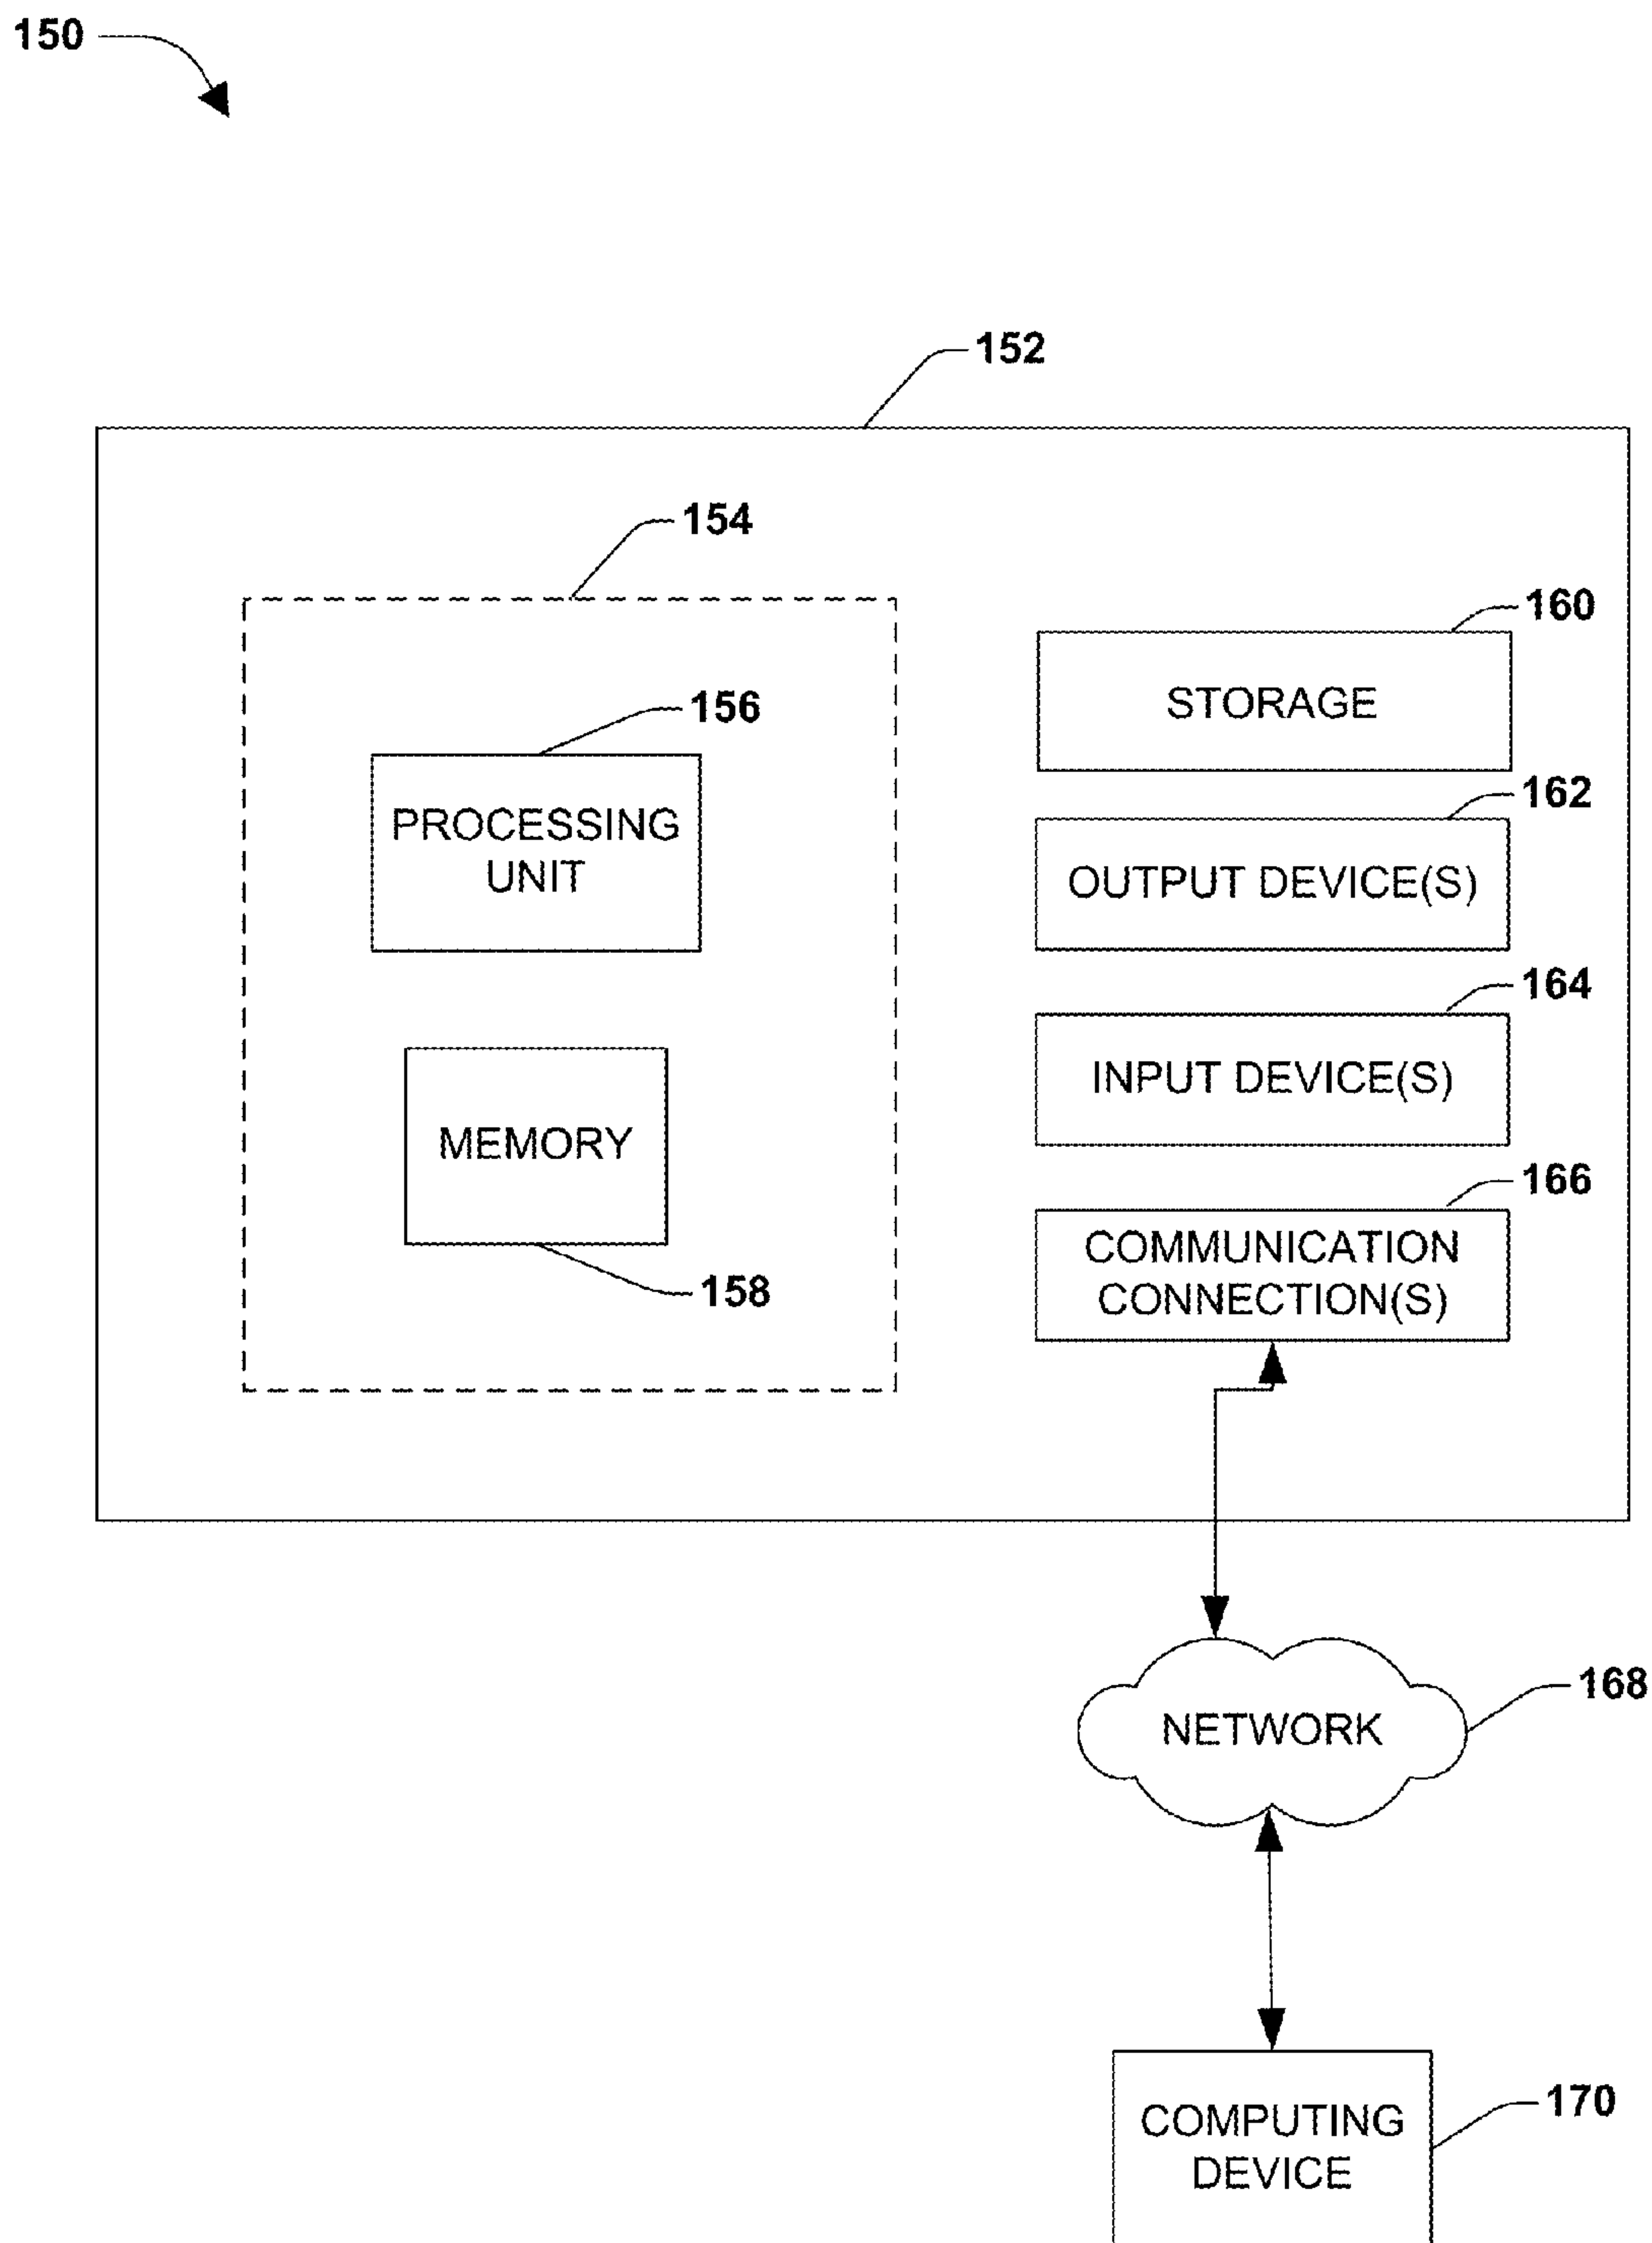 150
152
154
160
STORAGE
156
162
PROCESSING
UNIT
OUTPUT DEVICE(S)
164
INPUT DEVICE(S)
MEMORY
166
COMMUNICATION
CONNECTION(S)
158
168
NETWORK
170
COMPUTING
DEVICE